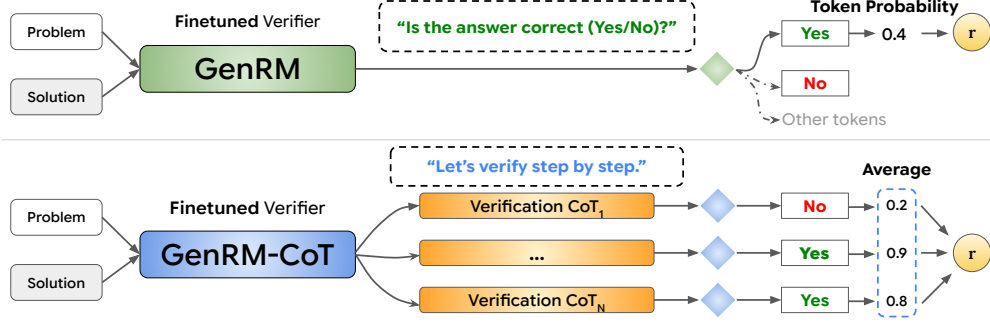 Problem
Solution
Finetuned Verifier
GenRM
“Is the answer correct (Yes/No)?”
Token Probability
Yes
0.4
r
No
Other tokens
Problem
Solution
Finetuned Verifier
GenRM-CoT
“Let’s verify step by step.”
Average
Verification CoT1
No
0.2
...
Yes
0.9
r
Verification CoTN
Yes
0.8